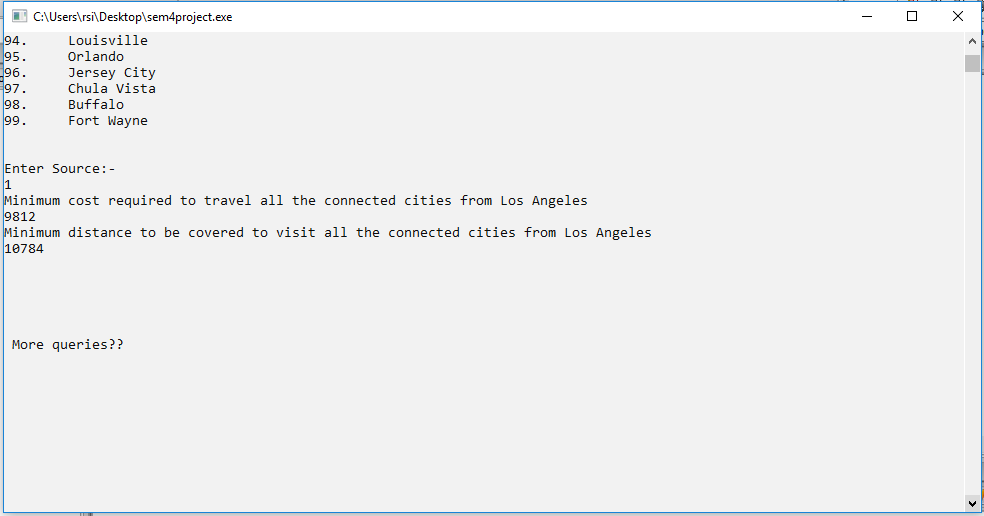 C:\Users\rsi\Desktop\sem4project.exe
94. Louisville
95. Orlando
96. Jersey City
97. Chula Vista
98. Buffalo
99. Fort Wayne
Enter Source:-
1
Minimum cost required to travel all the connected cities from Los Angeles
9812
Minimum distance to be covered to visit all the connected cities from Los Angeles
10784
More queries??